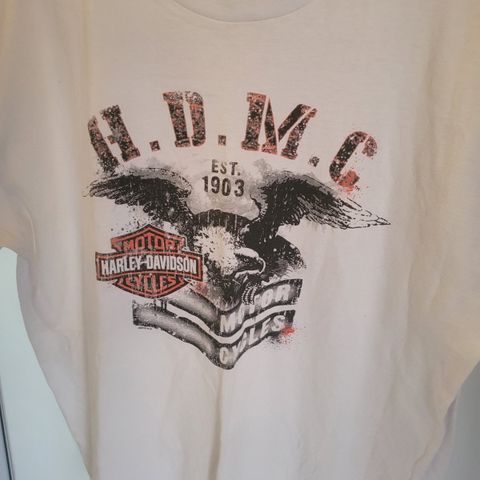 H.D.M.C
EST.
1903
MOTOR
HARLEY-DAVIDSON
CYCLES
MOTOR
CYCLES